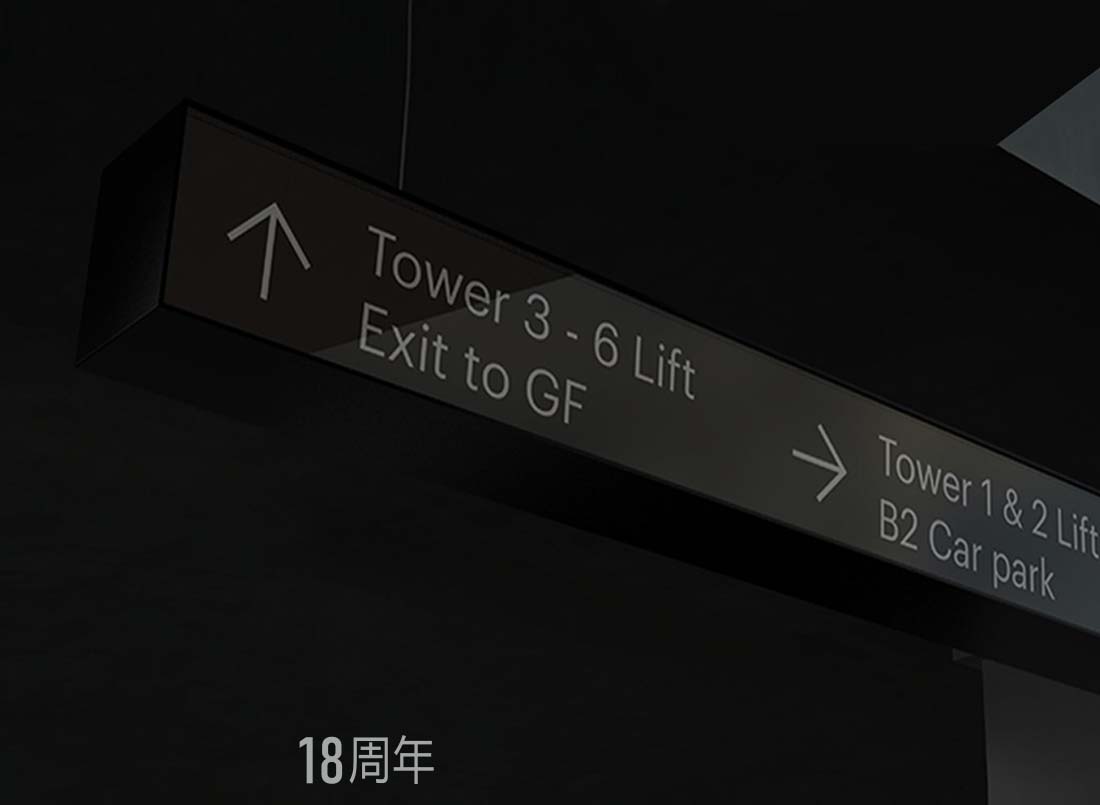 Tower 3 - 6 Lift
Exit to GF
Tower 1 & 2 Lift
B2 Car park
18周年